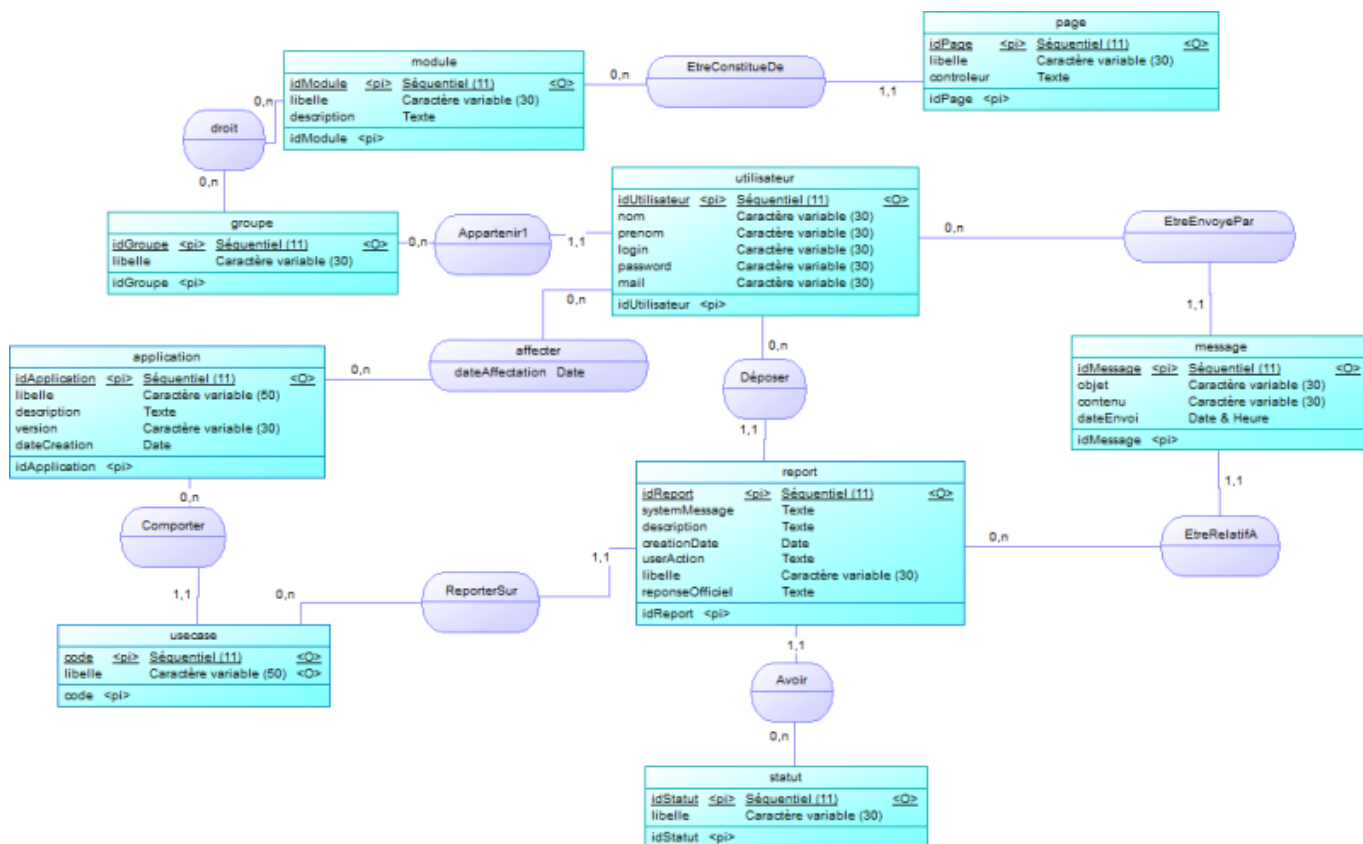 page
idPage <pi> Séquentiel (11) <O>
libelle Caractère variable (30)
controleur Texte
idPage <pi>
EtreConstitueDe
0,n
1,1
module
idModule <pi> Séquentiel (11) <O>
libelle Caractère variable (30)
description Texte
idModule <pi>
0,n
droit
0,n
utilisateur
idUtilisateur <pi> Séquentiel (11) <O>
nom Caractère variable (30)
prenom Caractère variable (30)
login Caractère variable (30)
password Caractère variable (30)
mail Caractère variable (30)
idUtilisateur <pi>
groupe
idGroupe <pi> Séquentiel (11) <O>
libelle Caractère variable (30)
idGroupe <pi>
0,n
Appartenir1
1,1
0,n
EtreEnvoyePar
1,1
0,n
affecter
dateAffectation Date
0,n
0,n
Déposer
1,1
application
idApplication <pi> Séquentiel (11) <O>
libelle Caractère variable (50)
description Texte
version Caractère variable (30)
dateCreation Date
idApplication <pi>
message
idMessage <pi> Séquentiel (11) <O>
objet Caractère variable (30)
contenu Caractère variable (30)
dateEnvoi Date & Heure
idMessage <pi>
1,1
EtreRelatifA
0,n
report
idReport <pi> Séquentiel (11) <O>
systemMessage Texte
description Texte
creationDate Date
userAction Texte
libelle Caractère variable (30)
reponseOfficiel Texte
idReport <pi>
0,n
Comporter
1,1
0,n
ReporterSur
1,1
usecase
code <pi> Séquentiel (11) <O>
libelle Caractère variable (50) <O>
code <pi>
1,1
Avoir
0,n
statut
idStatut <pi> Séquentiel (11) <O>
libelle Caractère variable (30)
idStatut <pi>